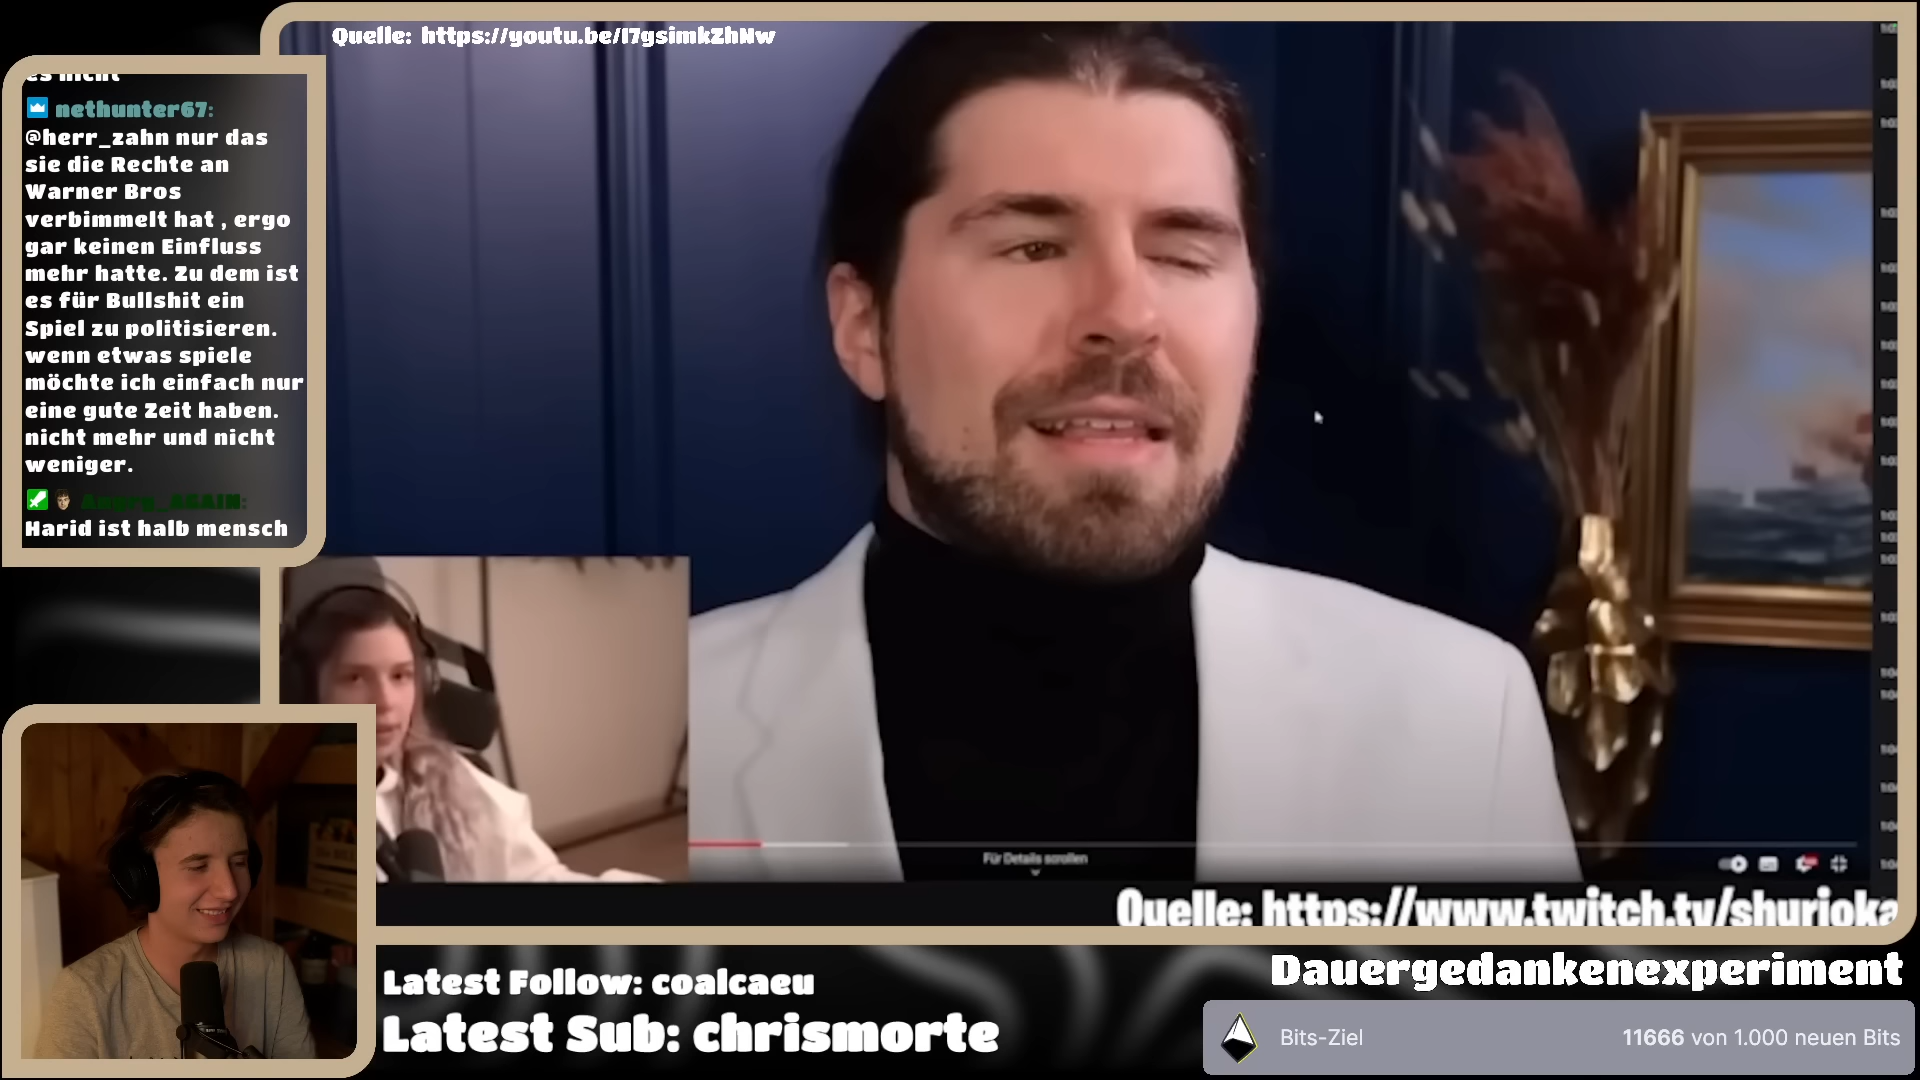 Quelle: https://youtu.be/I7gsimkZhNw
es nicht
nethunter67:
@herr_zahn nur das
sie die Rechte an
Warner Bros
verbimmelt hat , ergo
gar keinen Einfluss
mehr hatte. Zu dem ist
es für Bullshit ein
Spiel zu politisieren.
wenn etwas spiele
möchte ich einfach nur
eine gute Zeit haben.
nicht mehr und nicht
weniger.
Angry_AGAIN:
Harid ist halb mensch
Für Details scrollen
Quelle: https://www.twitch.tv/shurjoka
Latest Follow: coalcaeu
Latest Sub: chrismorte
Dauergedankenexperiment
Bits-Ziel
11666 von 1.000 neuen Bits